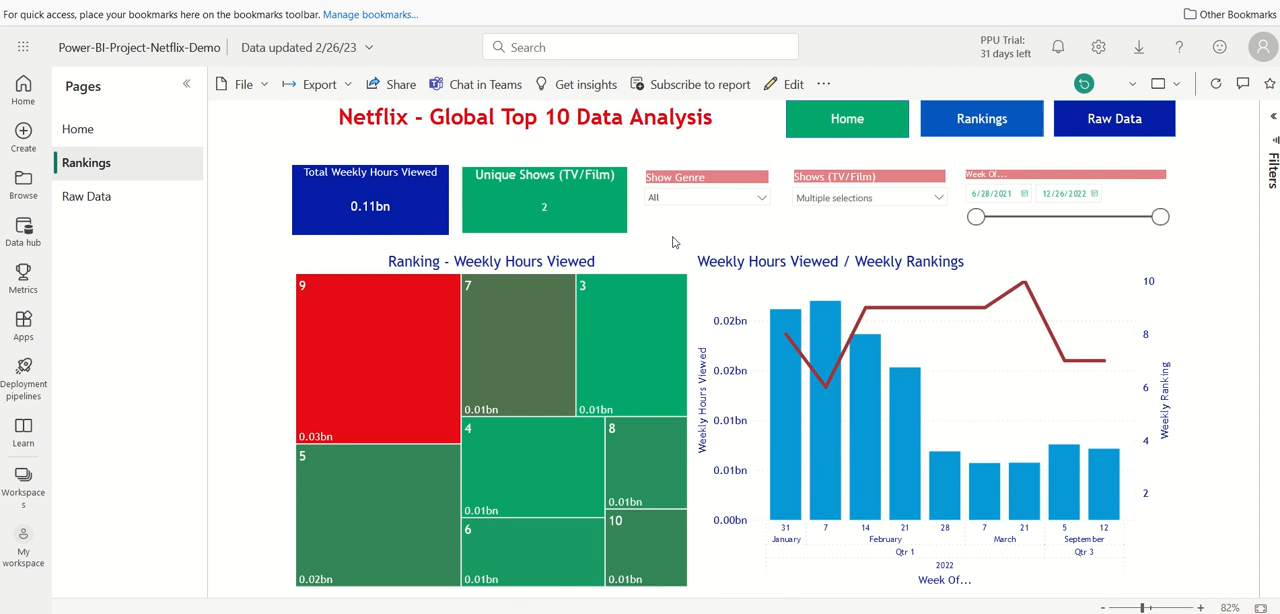 For quick access, place your bookmarks here on the bookmarks toolbar. Manage bookmarks...
Other Bookmarks
Power-BI-Project-Netflix-Demo
Data updated 2/26/23
Search
PPU Trial:
31 days left
Home
Create
Browse
Data hub
Metrics
Apps
Deployment
pipelines
Learn
Workspace
s
My
workspace
Pages
Home
Rankings
Raw Data
File
Export
Share
Chat in Teams
Get insights
Subscribe to report
Edit
...
Filters
Netflix - Global Top 10 Data Analysis
Home
Rankings
Raw Data
Total Weekly Hours Viewed
0.11bn
Unique Shows (TV/Film)
2
Show Genre
All
Shows (TV/Film)
Multiple selections
Week Of...
6/28/2021
12/26/2022
Ranking - Weekly Hours Viewed
9
0.03bn
5
0.02bn
7
0.01bn
3
0.01bn
4
0.01bn
8
0.01bn
6
0.01bn
10
0.01bn
Weekly Hours Viewed / Weekly Rankings
Weekly Hours Viewed
0.02bn
0.02bn
0.01bn
0.01bn
0.00bn
10
8
6
4
2
Weekly Ranking
31 7 14 21 28 7 21 5 12
January February March September
Qtr 1 Qtr 3
2022
Week Of...
- + 82%